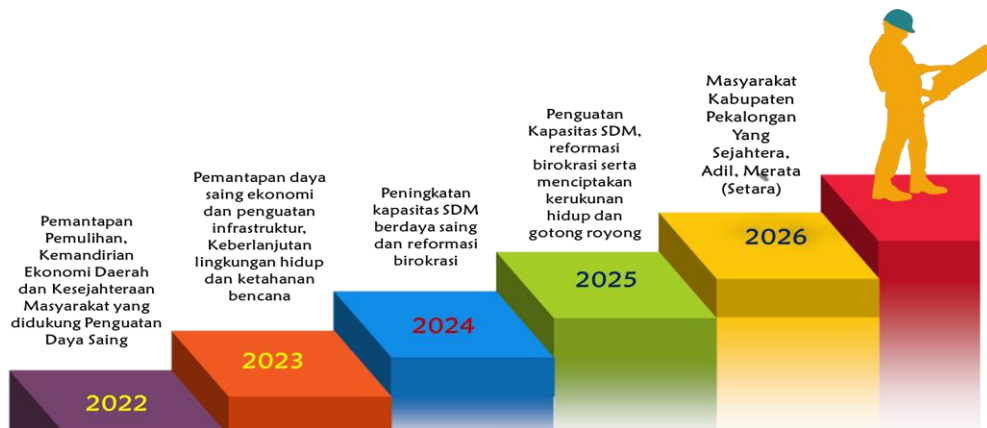 Pemantapan
Pemulihan,
Kemandirian
Ekonomi Daerah
dan Kesejahteraan
Masyarakat yang
didukung Penguatan
Daya Saing
2022
Pemantapan daya
saing ekonomi
dan penguatan
infrastruktur,
Keberlanjutan
lingkungan hidup
dan ketahanan
bencana
2023
Peningkatan
kapasitas SDM
berdaya saing
dan reformasi
birokrasi
2024
Penguatan
Kapasitas SDM,
reformasi
birokrasi serta
menciptakan
kerukunan
hidup dan
gotong royong
2025
Masyarakat
Kabupaten
Pekalongan
Yang
Sejahtera,
Adil, Merata
(Setara)
2026